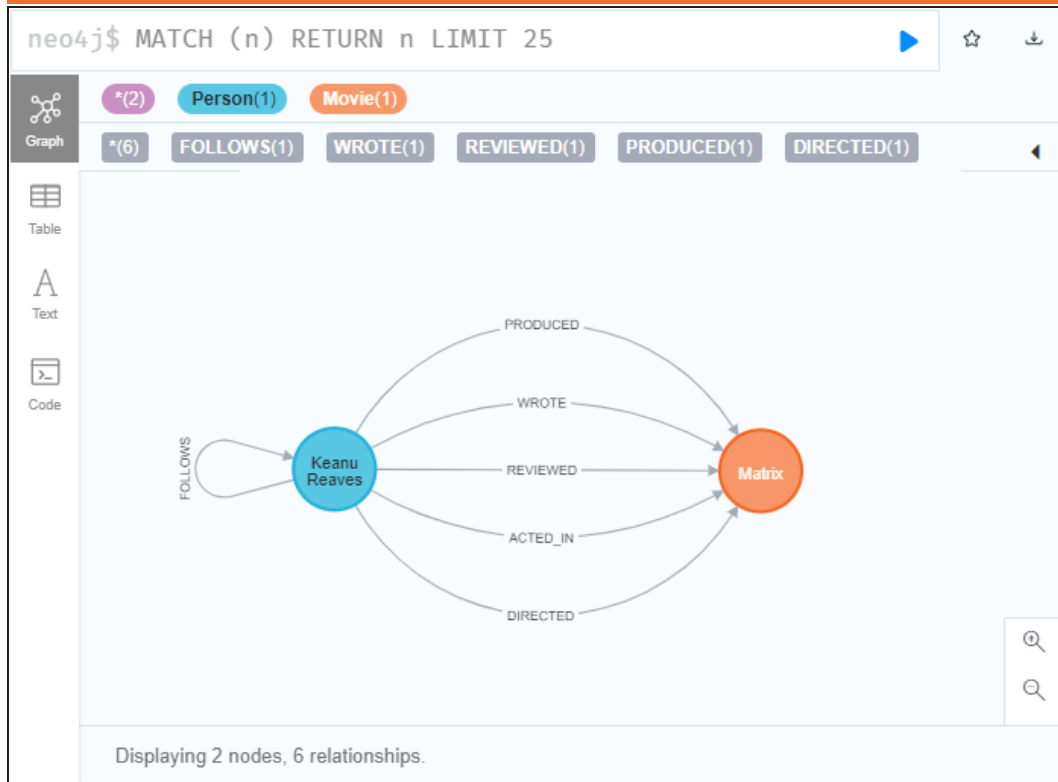 neo4j$ MATCH (n) RETURN n LIMIT 25
*(2) Person(1) Movie(1)
Graph
*(6) FOLLOWS(1) WROTE(1) REVIEWED(1) PRODUCED(1) DIRECTED(1)
Table
A
Text
>_
Code
PRODUCED
WROTE
FOLLOWS
Keanu
Reaves
REVIEWED
Matrix
ACTED_IN
DIRECTED
Displaying 2 nodes, 6 relationships.